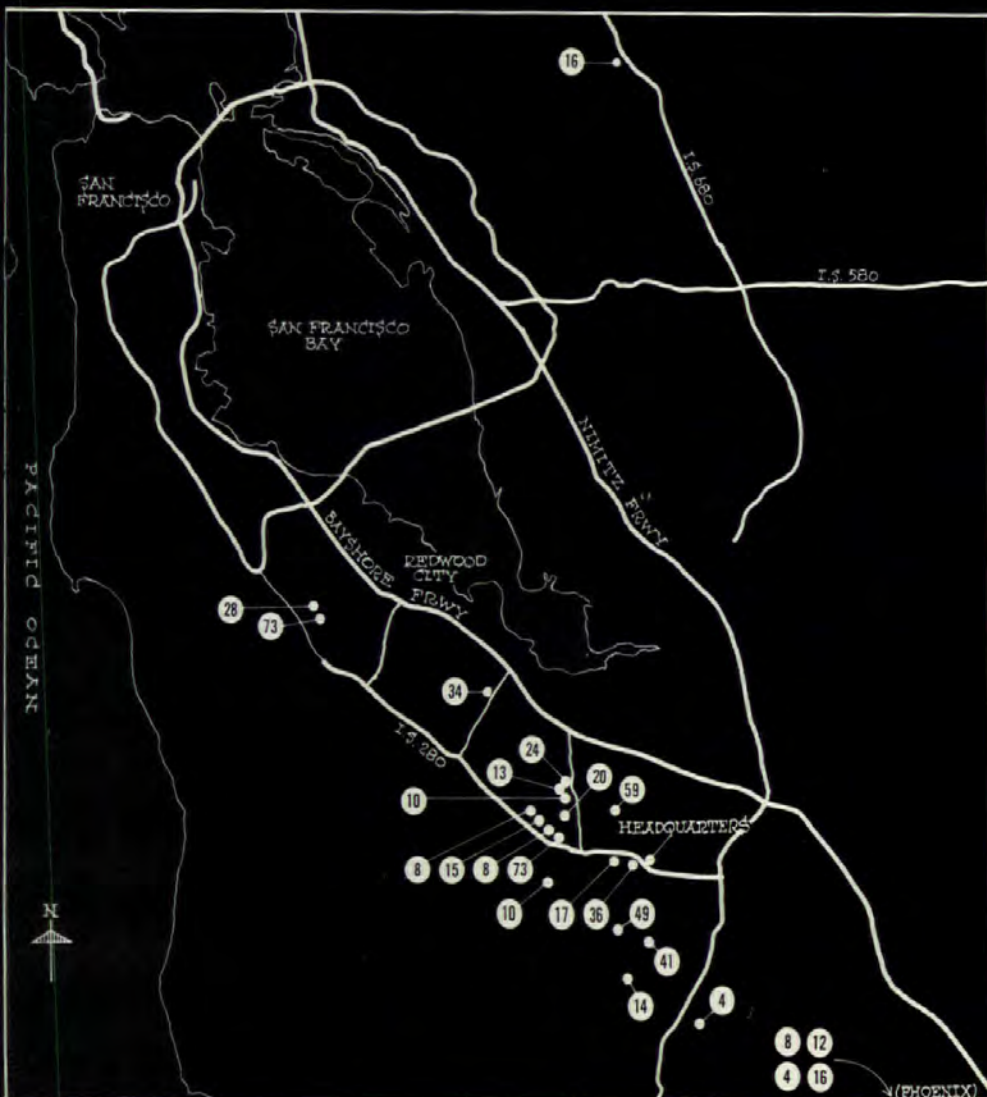 16
I.S. 680
SAN
FRANCISCO
I.S. 580
SAN FRANCISCO
BAY
NIMITZ FRWY
PACIFIC OCEAN
BAYSHORE FRWY
REDWOOD
CITY
28
73
34
I.S. 280
24
13
20
10
59
HEADQUARTERS
8
15
8
73
10
17
36
49
41
14
4
N
8 12
4 16
(PHOENIX)